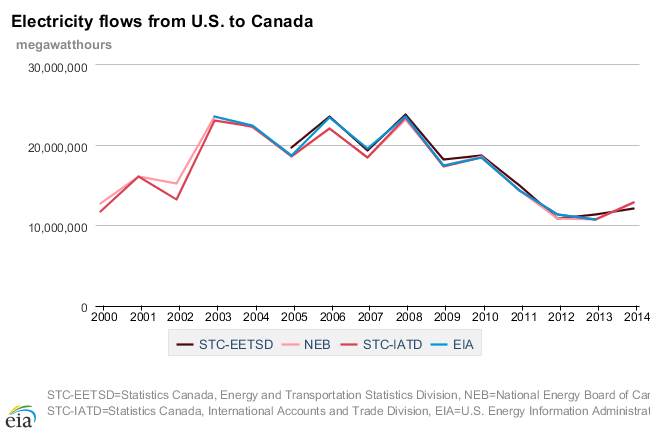 Electricity flows from U.S. to Canada
megawatthours
30,000,000
20,000,000
10,000,000
0
2000 2001 2002 2003 2004 2005 2006 2007 2008 2009 2010 2011 2012 2013 2014
STC-EETSD NEB STC-IATD EIA
STC-EETSD=Statistics Canada, Energy and Transportation Statistics Division, NEB=National Energy Board of Can
STC-IATD=Statistics Canada, International Accounts and Trade Division, EIA=U.S. Energy Information Administrat
eia